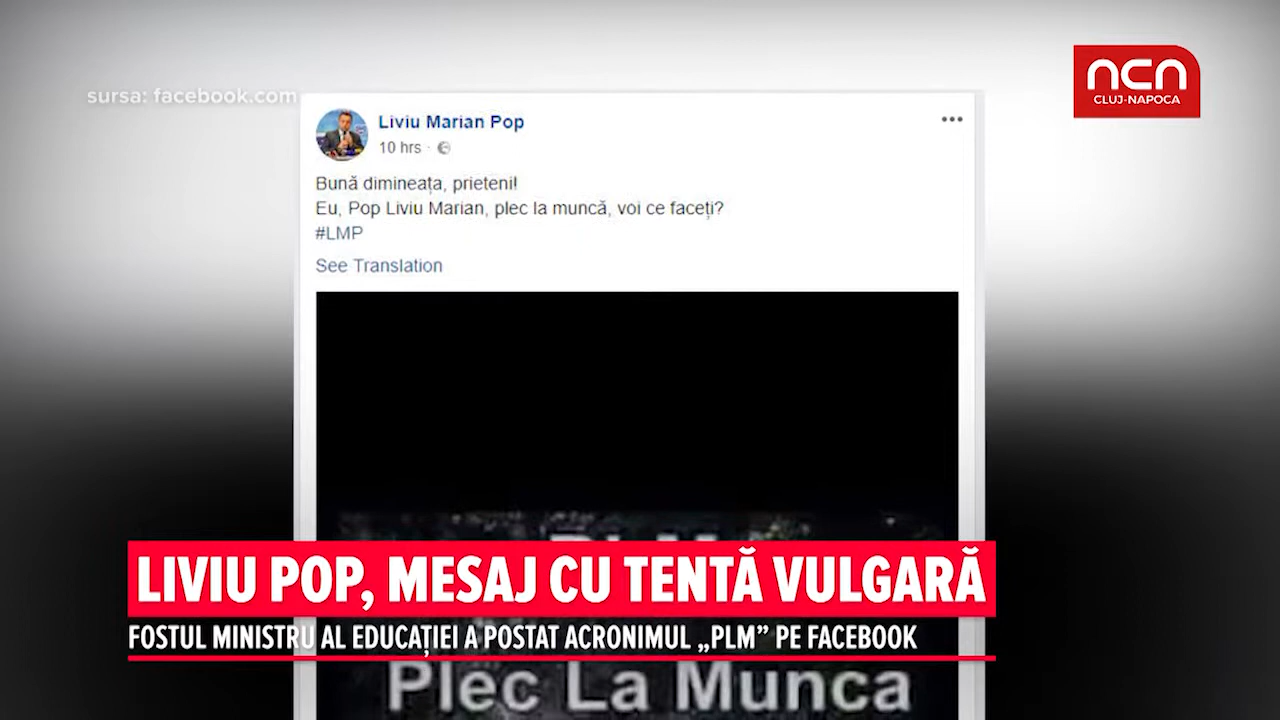 ncn
CLUJ-NAPOCA
sursa: facebook.com
Liviu Marian Pop
10 hrs
Bună dimineața, prieteni!
Eu, Pop Liviu Marian, plec la muncă, voi ce faceți?
#LMP
See Translation
LIVIU POP, MESAJ CU TENTĂ VULGARĂ
FOSTUL MINISTRU AL EDUCAȚIEI A POSTAT ACRONIMUL „PLM” PE FACEBOOK
Plec La Munca